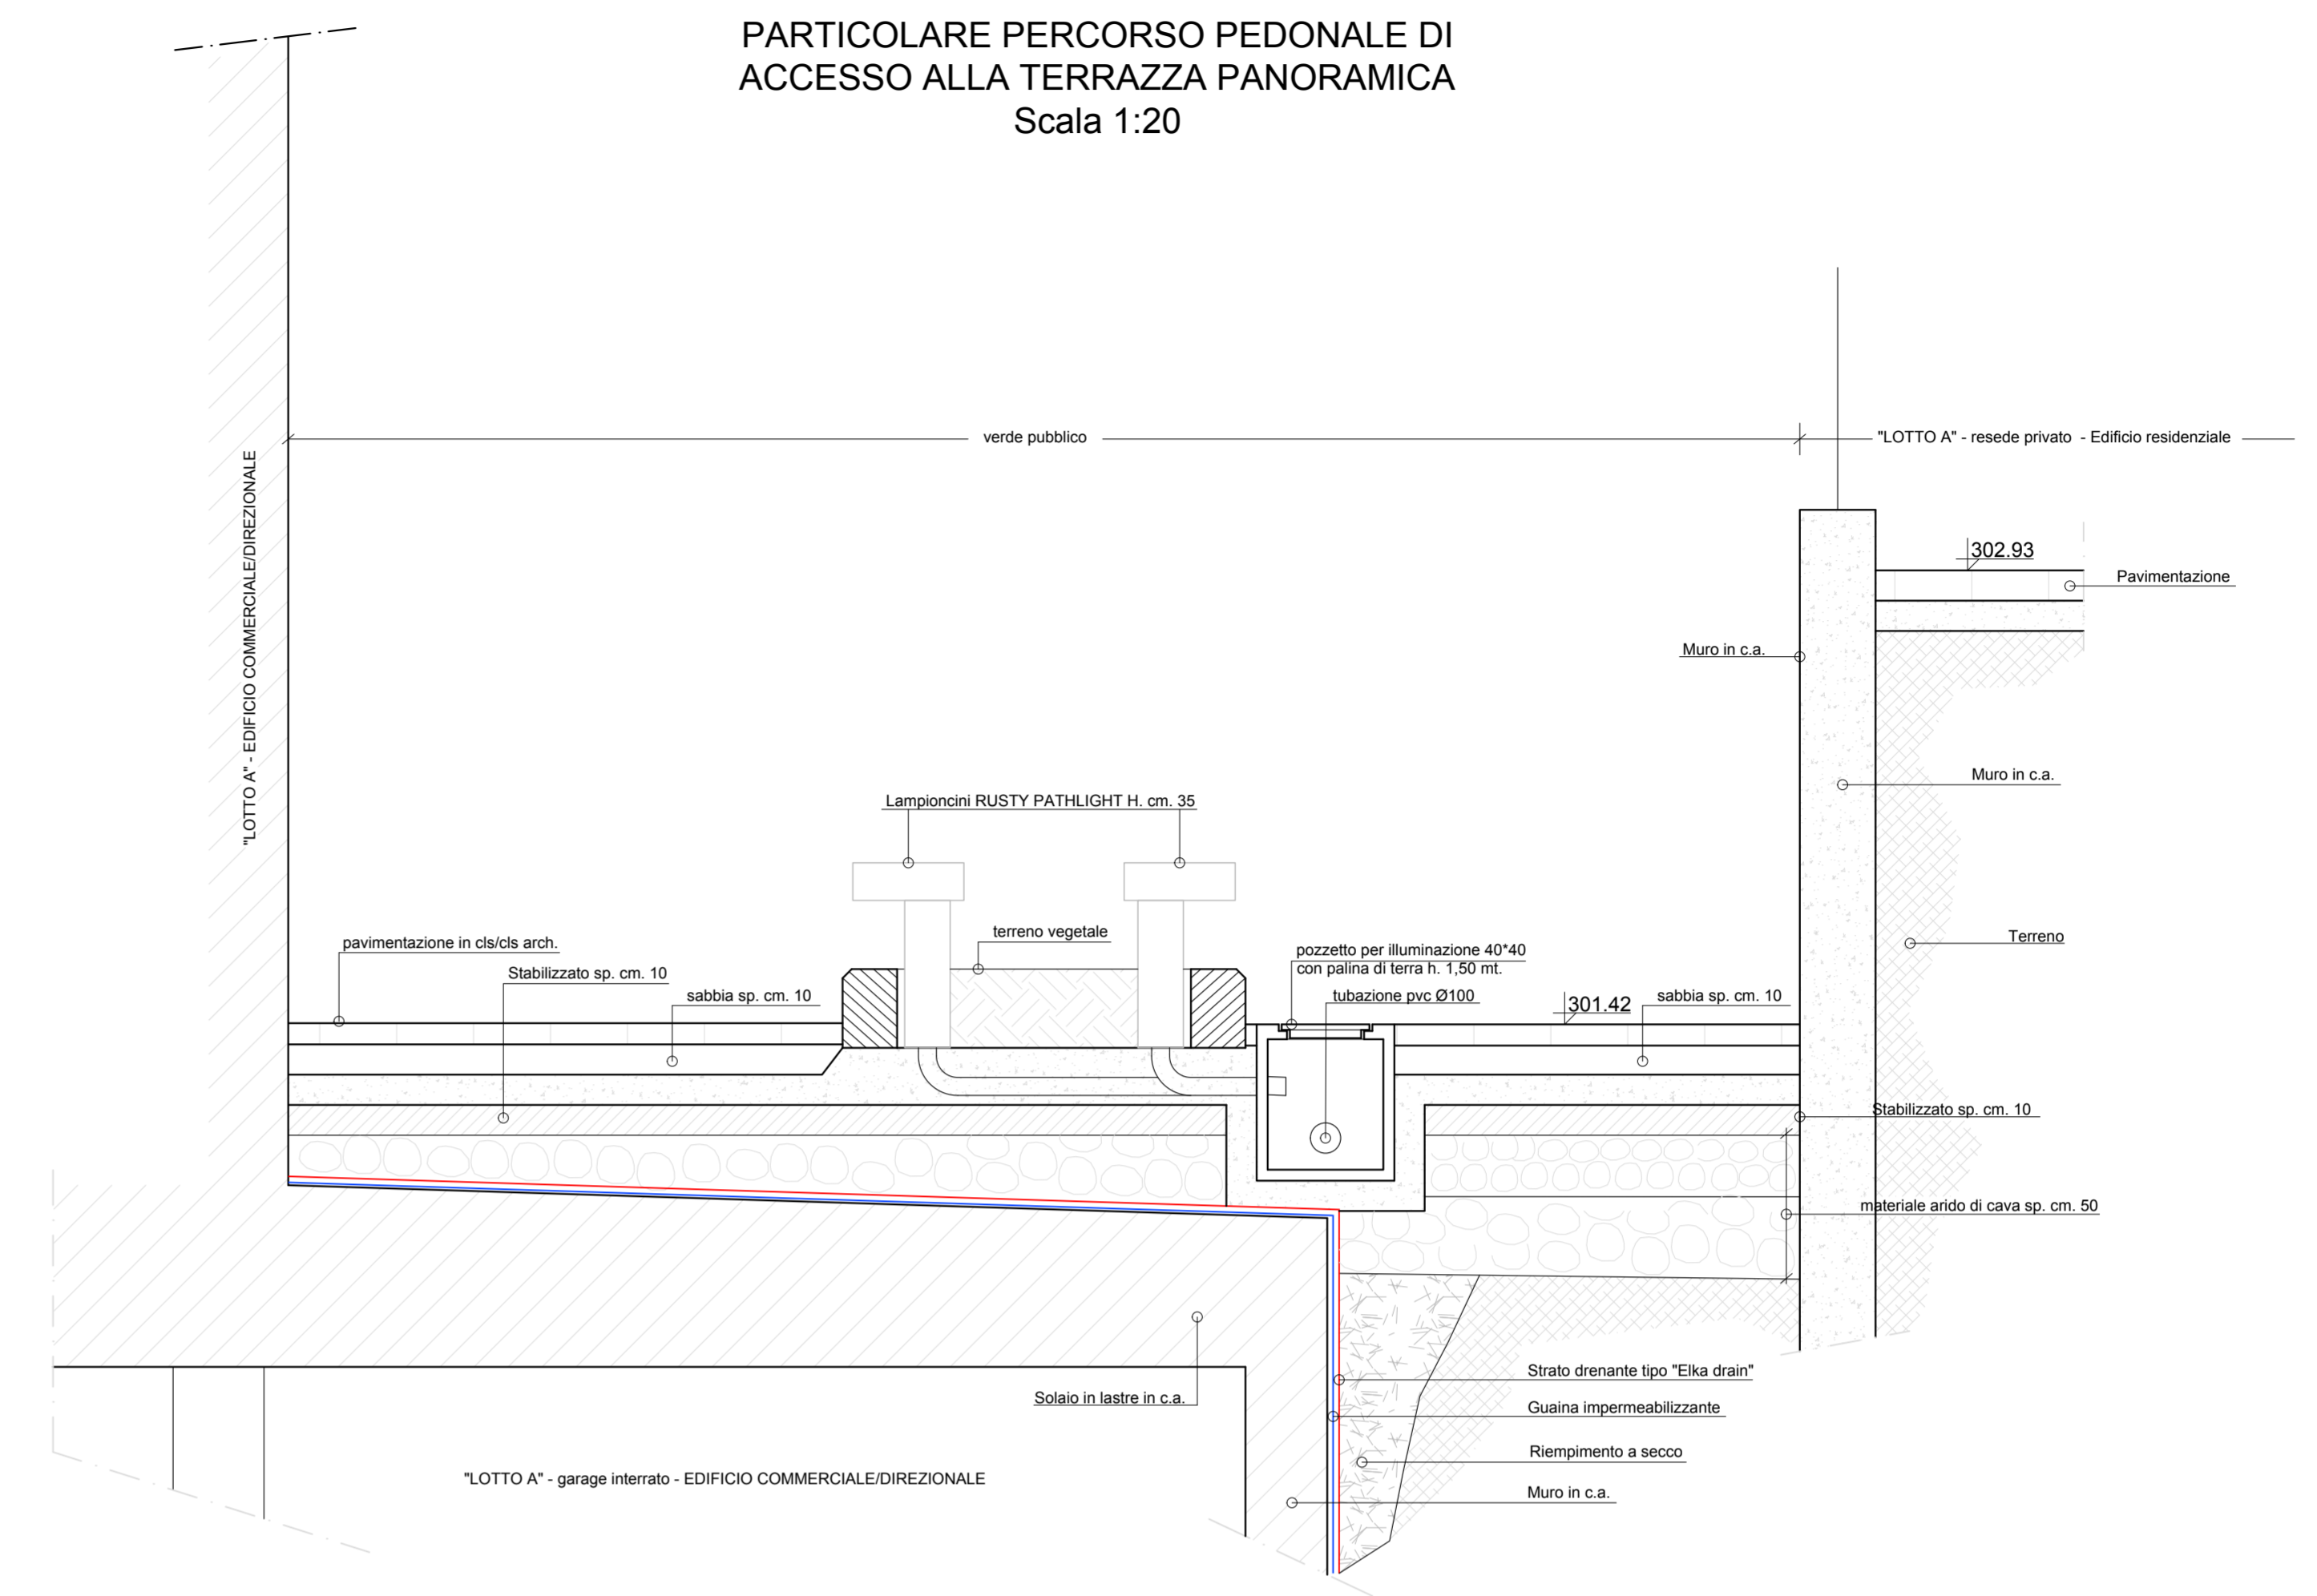 PARTICOLARE PERCORSO PEDONALE DI
ACCESSO ALLA TERRAZZA PANORAMICA
Scala 1:20
verde pubblico
"LOTTO A" - resede privato - Edificio residenziale
"LOTTO A" - EDIFICIO COMMERCIALE/DIREZIONALE
302.93
Pavimentazione
Muro in c.a.
Muro in c.a.
Lampioncini RUSTY PATHLIGHT H. cm. 35
terreno vegetale
pavimentazione in cls/cls arch.
Stabilizzato sp. cm. 10
sabbia sp. cm. 10
pozzetto per illuminazione 40*40
con palina di terra h. 1,50 mt.
tubazione pvc Ø100
301.42
sabbia sp. cm. 10
Terreno
Stabilizzato sp. cm. 10
materiale arido di cava sp. cm. 50
Strato drenante tipo "Elka drain"
Solaio in lastre in c.a.
Guaina impermeabilizzante
Riempimento a secco
"LOTTO A" - garage interrato - EDIFICIO COMMERCIALE/DIREZIONALE
Muro in c.a.